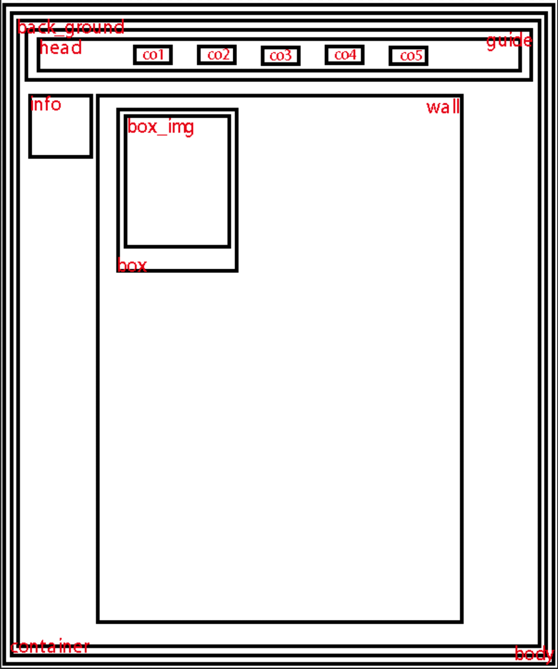 back_ground
guide
head
co1 co2 co3 co4 co5
info
wall
box_img
box
container
body